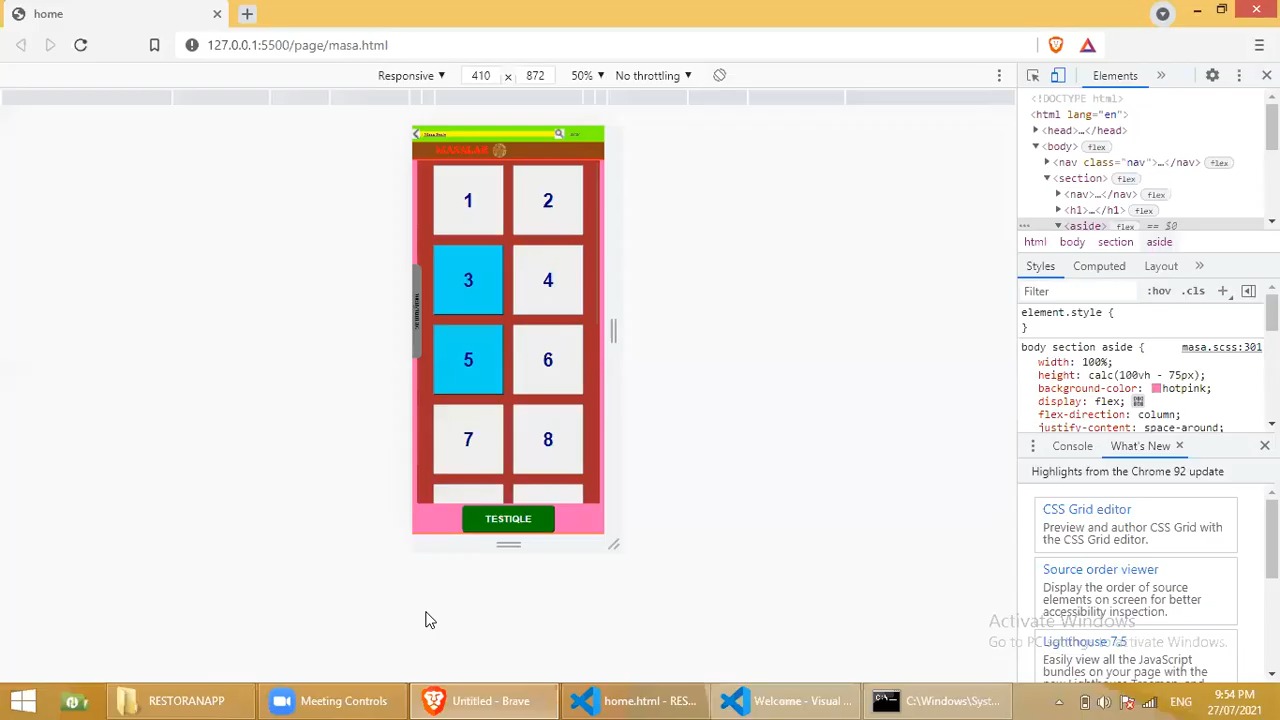 home
127.0.0.1:5500/page/masa.html
Responsive 410 x 872 50% No throttling
Elements
<!DOCTYPE html>
<html lang="en">
<head>…</head>
<body> flex
<nav class="nav">…</nav> flex
<section> flex
<nav>…</nav> flex
<h1>…</h1> flex
<aside> flex == $0
html body section aside
Styles Computed Layout
Filter :hov .cls
element.style {
}
body section aside { masa.scss:301
width: 100%;
height: calc(100vh - 75px);
background-color: hotpink;
display: flex;
flex-direction: column;
justify-content: space-around;
Console What's New
Highlights from the Chrome 92 update
CSS Grid editor
Preview and author CSS Grid with
the CSS Grid editor.
Source order viewer
Display the order of source
elements on screen for better
accessibility inspection.
Lighthouse 7.5
Easily view all the JavaScript
bundles on your page with the
MASALAR
1 2
3 4
5 6
7 8
TESTIQLE
Activate Windows
Go to PC settings to activate Windows.
RESTORANAPP
Meeting Controls
Untitled - Brave
home.html - RES...
Welcome - Visual ...
C:\Windows\Syst...
ENG
9:54 PM
27/07/2021